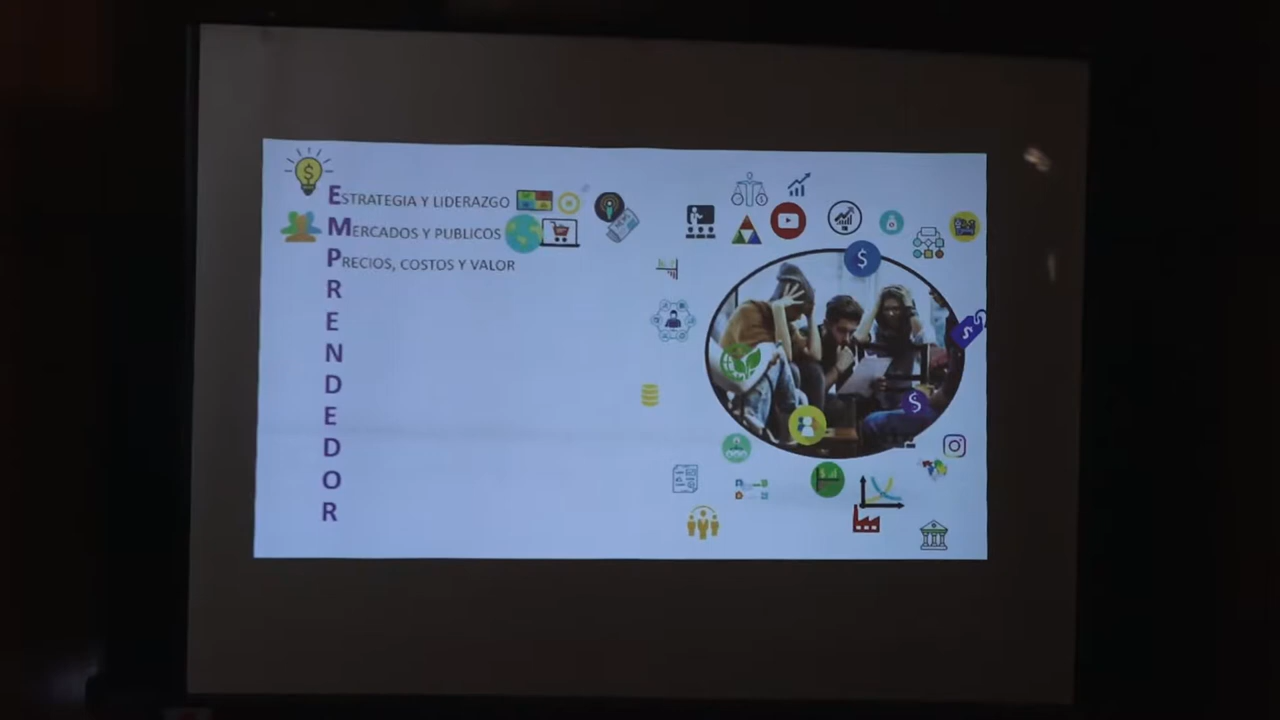 ESTRATEGIA Y LIDERAZGO
MERCADOS Y PUBLICOS
PRECIOS, COSTOS Y VALOR
R
E
N
D
E
D
O
R